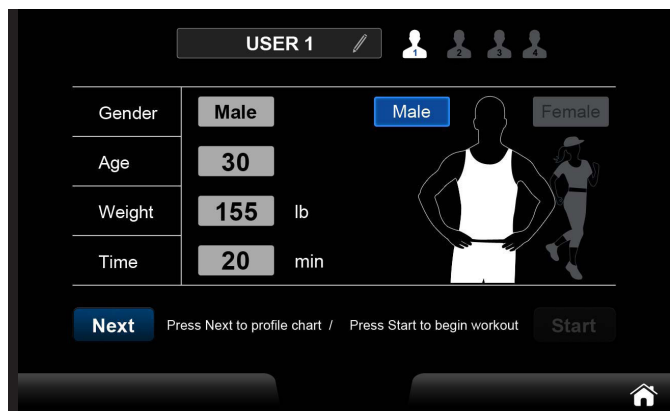 USER 1
1 2 3 4
Gender Male Male Female
Age 30
Weight 155 lb
Time 20 min
Next Press Next to profile chart / Press Start to begin workout Start